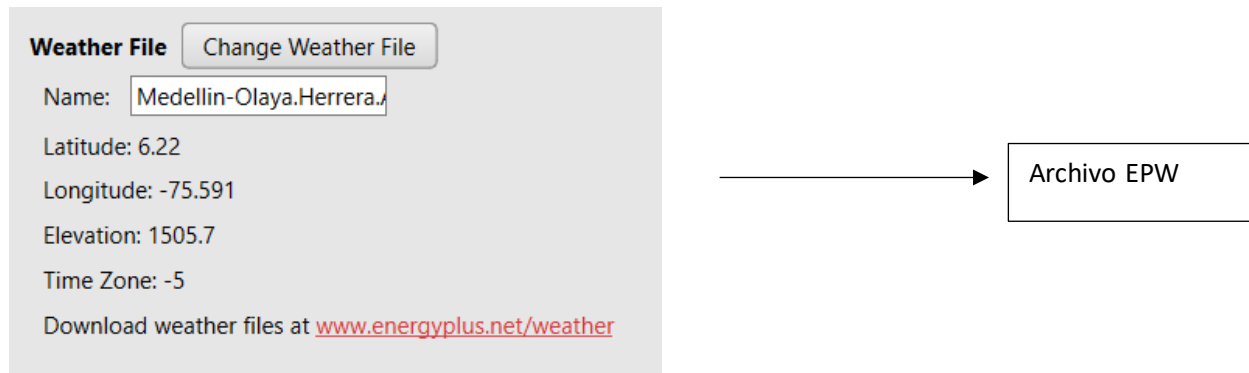 Weather File Change Weather File
Name: Medellin-Olaya.Herrera.
Latitude: 6.22
Longitude: -75.591
Elevation: 1505.7
Time Zone: -5
Download weather files at www.energyplus.net/weather
Archivo EPW